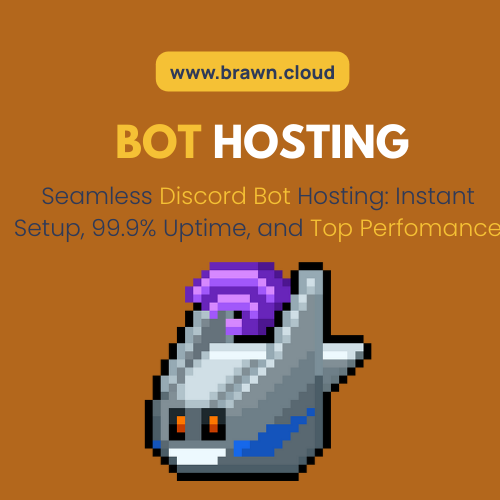 www.brawn.cloud
BOT HOSTING
Seamless Discord Bot Hosting: Instant
Setup, 99.9% Uptime, and Top Perfomance